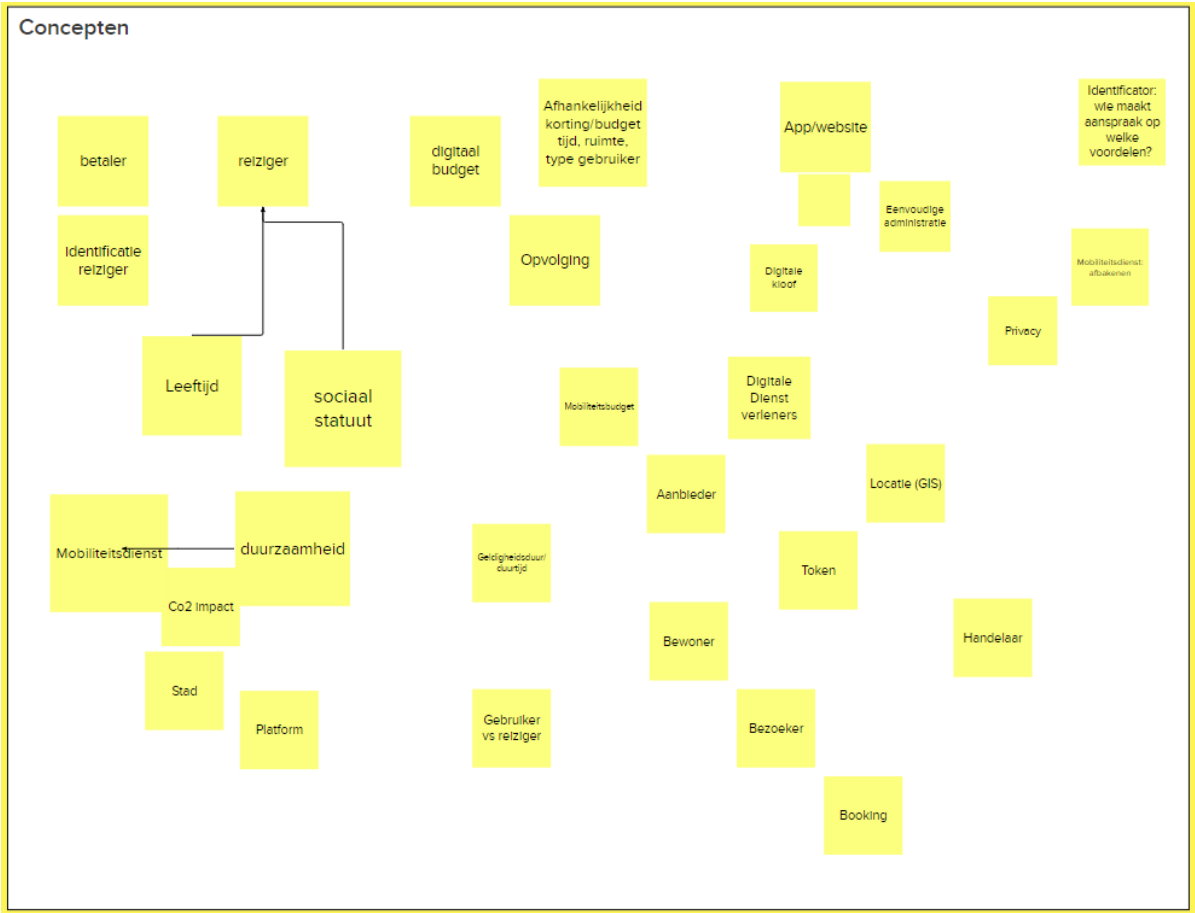 Concepten
betaler
reiziger
digitaal
budget
Afhankelijkheid
korting/budget
tijd, ruimte,
type gebruiker
App/website
Identificator:
wie maakt
aanspraak op
welke
voordelen?
Identificatie
reiziger
Opvolging
Eenvoudige
administratie
Digitale
kloof
Mobiliteitsdienst:
afbakenen
Privacy
Leeftijd
sociaal
statuut
Mobiliteitsbudget
Digitale
Dienst
verleners
Aanbieder
Locatie (GIS)
Mobiliteitsdienst
duurzaamheid
Geldigheidsduur/
duurtijd
Token
Co2 impact
Bewoner
Handelaar
Stad
Platform
Gebruiker
vs reiziger
Bezoeker
Booking